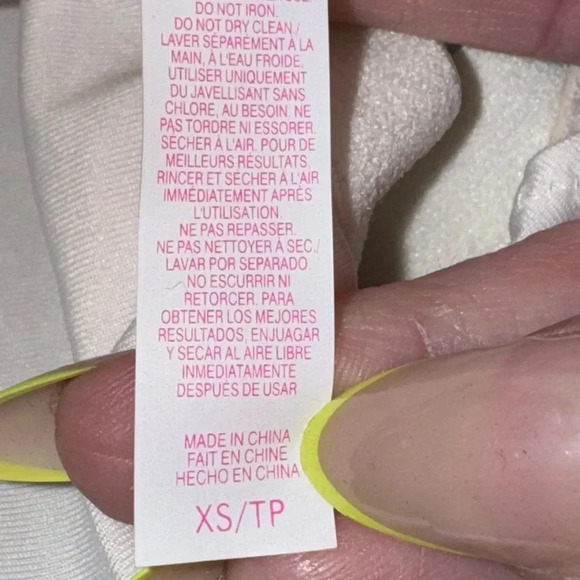 DO NOT IRON.
DO NOT DRY CLEAN./
LAVER SÉPARÉMENT À LA
MAIN, À L'EAU FROIDE.
UTILISER UNIQUEMENT
DU JAVELLISANT SANS
CHLORE, AU BESOIN. NE
PAS TORDRE NI ESSORER.
SÉCHER À L'AIR. POUR DE
MEILLEURS RÉSULTATS,
RINCER ET SÉCHER À L'AIR
IMMÉDIATEMENT APRÈS
L'UTILISATION.
NE PAS REPASSER.
NE PAS NETTOYER À SEC./
LAVAR POR SEPARADO.
NO ESCURRIR NI
RETORCER. PARA
OBTENER LOS MEJORES
RESULTADOS, ENJUAGAR
Y SECAR AL AIRE LIBRE
INMEDIATAMENTE
DESPUÉS DE USAR
MADE IN CHINA
FAIT EN CHINE
HECHO EN CHINA
XS/TP